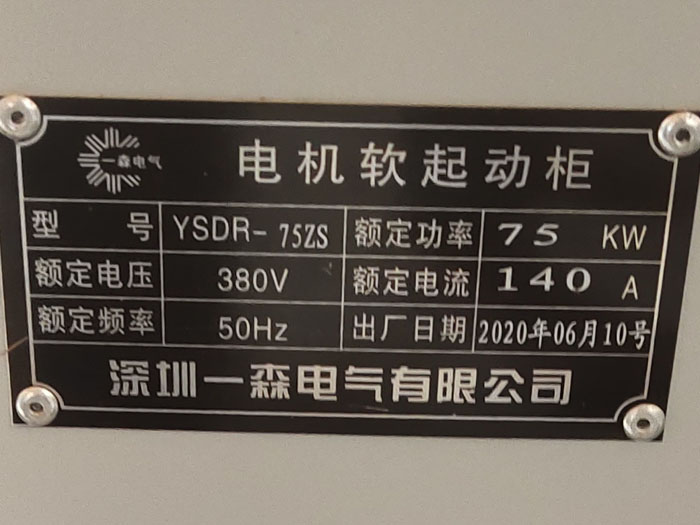 一森电气
电机软起动柜
型 号 YSDR-75ZS 额定功率 75 KW
额定电压 380V 额定电流 140 A
额定频率 50Hz 出厂日期 2020年06月10号
深圳一森电气有限公司